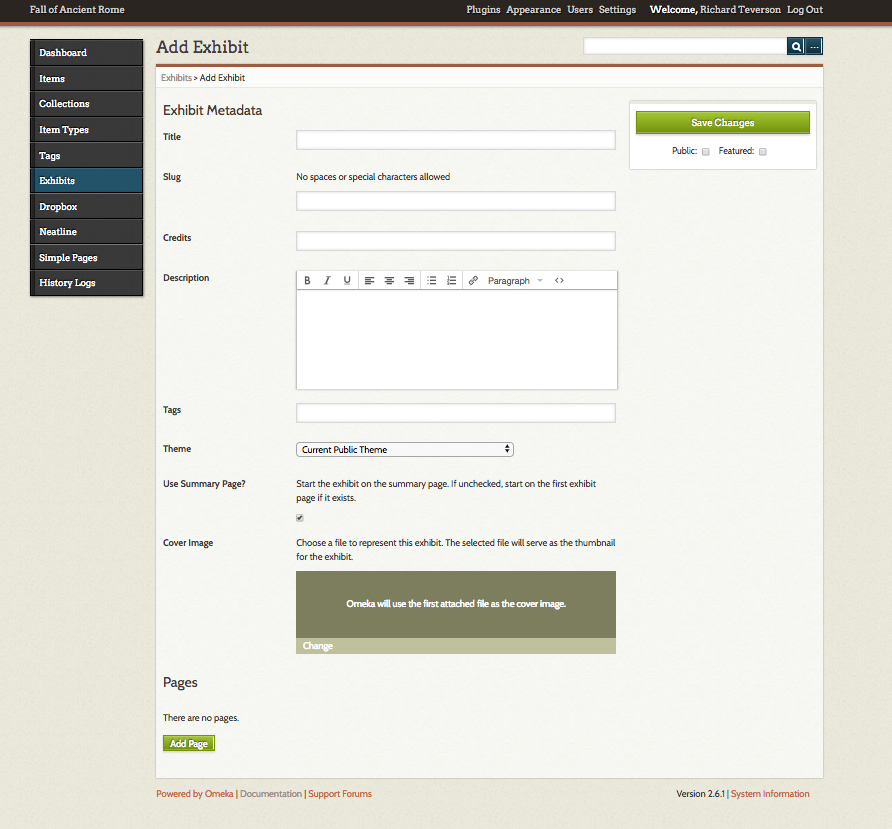 Fall of Ancient Rome
Plugins Appearance Users Settings Welcome, Richard Teverson Log Out
Dashboard
Items
Collections
Item Types
Tags
Exhibits
Dropbox
Neatline
Simple Pages
History Logs
Add Exhibit
...
Exhibits > Add Exhibit
Exhibit Metadata
Title
Slug
No spaces or special characters allowed
Credits
Description
B I U Paragraph <>
Tags
Theme
Current Public Theme
Use Summary Page?
Start the exhibit on the summary page. If unchecked, start on the first exhibit
page if it exists.
Cover Image
Choose a file to represent this exhibit. The selected file will serve as the thumbnail
for the exhibit.
Omeka will use the first attached file as the cover image.
Change
Pages
There are no pages.
Add Page
Save Changes
Public: Featured:
Powered by Omeka | Documentation | Support Forums
Version 2.6.1 | System Information